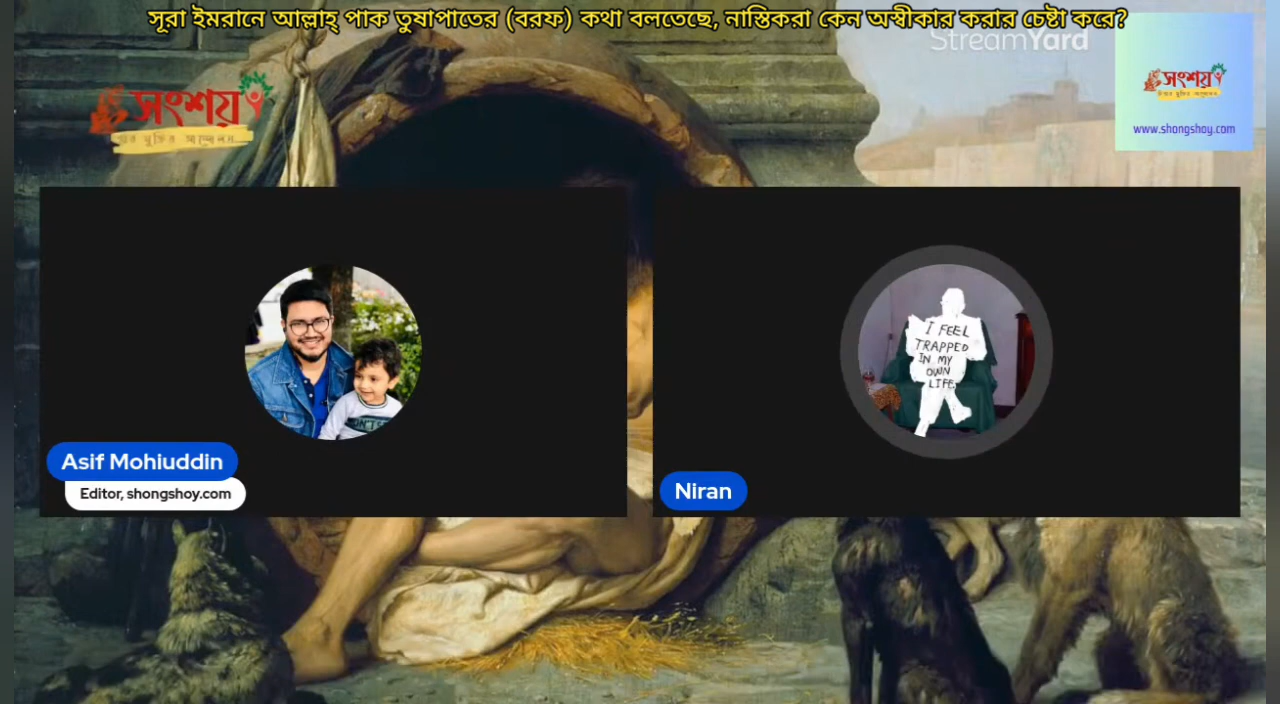 সূরা ইমরানে আল্লাহ্ পাক তুষাপাতের (বরফ) কথা বলতেছে, নাস্তিকরা কেন অস্বীকার করার চেষ্টা করে?
StreamYard
সংশয়
সংশয়
www.shongshoy.com
I FEEL
TRAPPED
IN MY
OWN
LIFE
Asif Mohiuddin
Editor, shongshoy.com
Niran